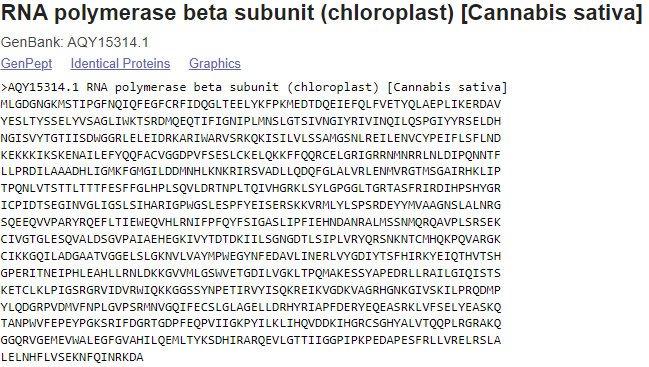 RNA polymerase beta subunit (chloroplast) [Cannabis sativa]
GenBank: AQY15314.1
GenPept Identical Proteins Graphics
>AQY15314.1 RNA polymerase beta subunit (chloroplast) [Cannabis sativa]
MLGDGNGKMSTIPGFNQIQFEGFCRFIDQGLTEELYKFPKMEDTDQEIEFQLFVETYQLAEPLIKERDAV
YESLTYSSELYVSAGLIWKTSRDMQEQTIFIGNIPLMNSLGTSIVNGIYRIVINQILQSPGIYYRSELDH
NGISVYTGTIISDWGGRLELEIDRKARIWARVSRKQKISILVLSSAMGSNLREILENVCYPEIFLSFLND
KEKKKIKSKENAILEFYQQFACVGGDPVFSESLCKELQKKFFQQRCELGRIGRRNMNRRLNLDIPQNNTF
LLPRDILAAADHLIGMKFGMGILDDMNHLKNKRIRSVADLLQDQFGLALVRLENMVRGTMSGAIRHKLIP
TPQNLVTSTTLTTTFESFFGLHPLSQVLDRTNPLTQIVHGRKLSYLGPGGLTGRTASFRIRDIHPSHYGR
ICPIDTSEGINVGLIGSLSIHARIGPWGSLESPFYEISERSKKVRMLYLSPSRDEYYMVAAGNSLALNRG
SQEEQVVPARYRQEFLTIEWEQVHLRNIFPFQYFSIGASLIPFIEHNDANRALMSSNMQRQAVPLSRSEK
CIVGTGLESQVALDSGVPAIAEHEGKIVYTDTDKIILSGNGDTLSIPLVRYQRSNKNTCMHQKPQVARGK
CIKKGQILADGAATVGGELSLGKNVLVAYMPWEGYNFEDAVLINERLVYGDIYTSFHIRKYEIQTHVTSH
GPERITNEIPHLEAHLLRNLDKKGVVMLGSWVETGDILVGKLTPQMAKESSYAPEDRLLRAILGIQISTS
KETCLKLPIGSRGRVIDVRWIQKKGGSSYNPETIRVYISQKREIKVGDKVAGRHGNKGIVSKILPRQDMP
YLQDGRPVDMVFNPLGVPSRMNVGQIFECSLGLAGELLDRHYRIAPFDERYEQEASRKLVFSELYEASKQ
TANPWVFEPEYPGKSRIFDGRTGDPFEQPVIIGKPYILKLIHQVDDKIHGRCSGHYALVTQQPLRGRAKQ
GGQRVGEMEVWALEGFGVAHILQEMLTYKSDHIRARQEVLGTTIIGGPIPKPEDAPESFRLLVRELRSLA
LELNHFLVSEKNFQINRKDA